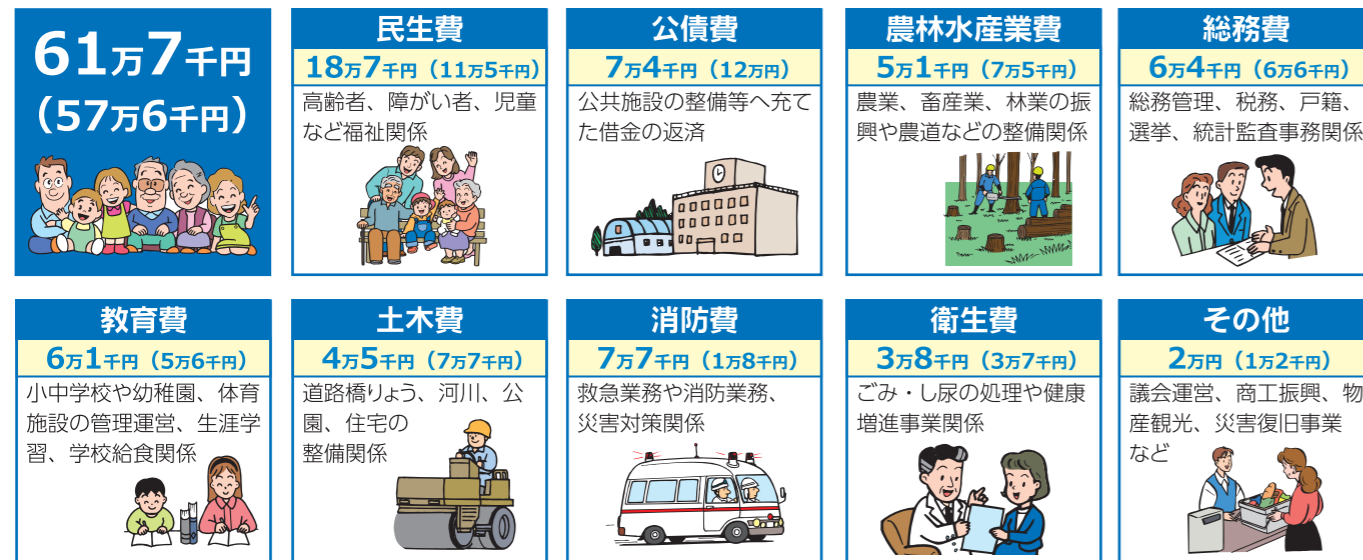 61万7千円
（57万6千円）
民生費
18万7千円（11万5千円）
高齢者、障がい者、児童
など福祉関係
公債費
7万4千円（12万円）
公共施設の整備等へ充て
た借金の返済
農林水産業費
5万1千円（7万5千円）
農業、畜産業、林業の振
興や農道などの整備関係
総務費
6万4千円（6万6千円）
総務管理、税務、戸籍、
選挙、統計監査事務関係
教育費
6万1千円（5万6千円）
小中学校や幼稚園、体育
施設の管理運営、生涯学
習、学校給食関係
土木費
4万5千円（7万7千円）
道路橋りょう、河川、公
園、住宅の
整備関係
消防費
7万7千円（1万8千円）
救急業務や消防業務、
災害対策関係
衛生費
3万8千円（3万7千円）
ごみ・し尿の処理や健康
増進事業関係
その他
2万円（1万2千円）
議会運営、商工振興、物
産観光、災害復旧事業
など